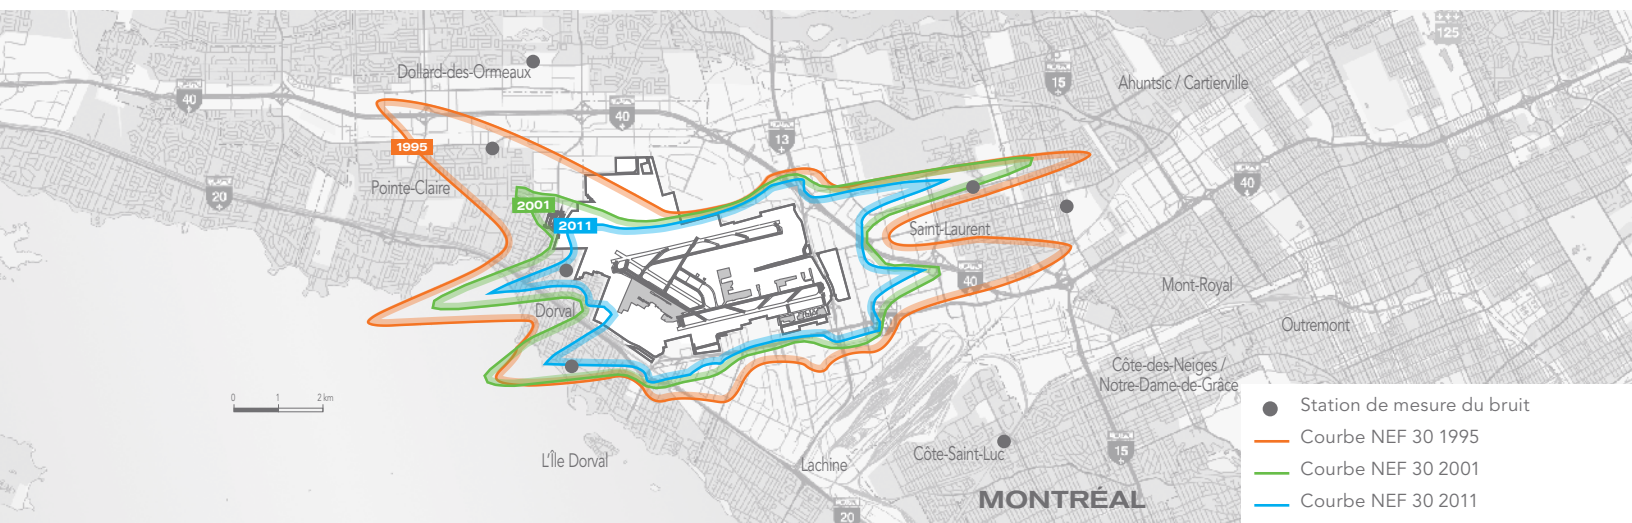 125
Dollard-des-Ormeaux
15
Ahuntsic / Cartierville
40
40
13
1995
Pointe-Claire
20
40
2001
2011
Saint-Laurent
40
Mont-Royal
Dorval
20
Outremont
Côte-des-Neiges /
Notre-Dame-de-Grâce
0 1 2 km
L'Île Dorval
Lachine
Côte-Saint-Luc
15
MONTRÉAL
20
Station de mesure du bruit
Courbe NEF 30 1995
Courbe NEF 30 2001
Courbe NEF 30 2011